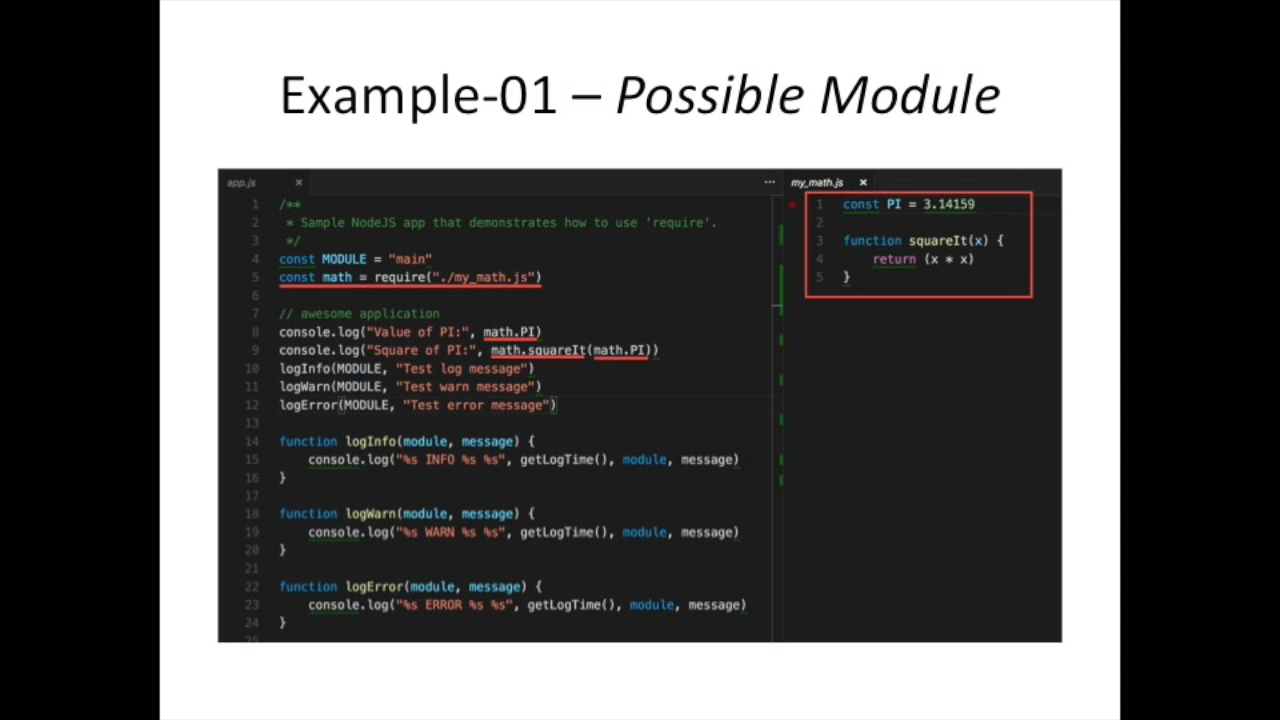 Example-01 – Possible Module
app.js ×
1 /**
2 * Sample NodeJS app that demonstrates how to use 'require'.
3 */
4 const MODULE = "main"
5 const math = require("./my_math.js")
6
7 // awesome application
8 console.log("Value of PI:", math.PI)
9 console.log("Square of PI:", math.squareIt(math.PI))
10 logInfo(MODULE, "Test log message")
11 logWarn(MODULE, "Test warn message")
12 logError(MODULE, "Test error message")
13
14 function logInfo(module, message) {
15 console.log("%s INFO %s %s", getLogTime(), module, message)
16 }
17
18 function logWarn(module, message) {
19 console.log("%s WARN %s %s", getLogTime(), module, message)
20 }
21
22 function logError(module, message) {
23 console.log("%s ERROR %s %s", getLogTime(), module, message)
24 }
25
... my_math.js ×
1 const PI = 3.14159
2
3 function squareIt(x) {
4 return (x * x)
5 }